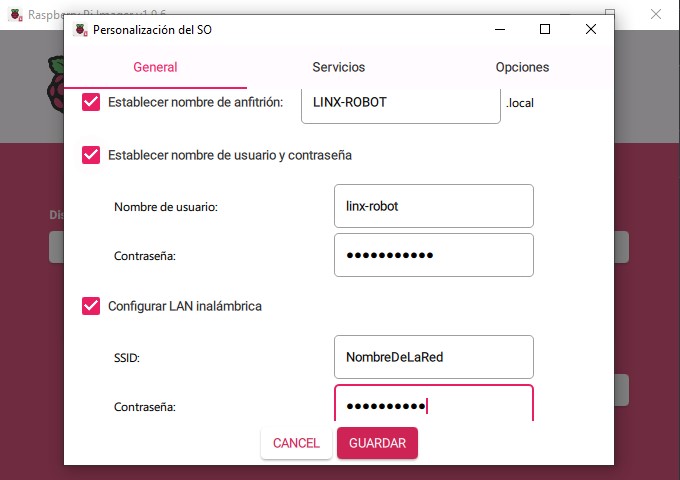 Raspberry Pi Imager v1.8.6
Personalización del SO
General
Servicios
Opciones
Establecer nombre de anfitrión:
LINX-ROBOT
.local
Establecer nombre de usuario y contraseña
Nombre de usuario:
linx-robot
Contraseña:
●●●●●●●●●●●
Configurar LAN inalámbrica
SSID:
NombreDeLaRed
Contraseña:
●●●●●●●●●●
CANCEL
GUARDAR